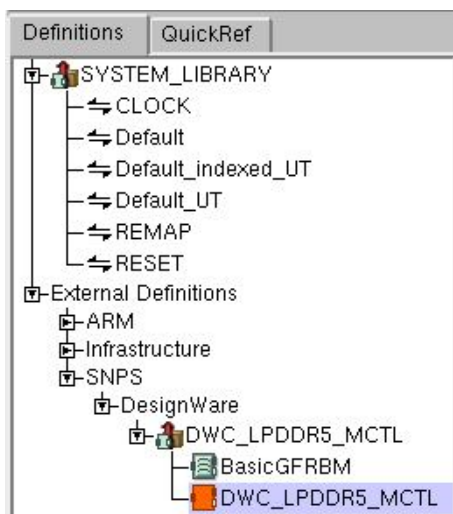 Definitions QuickRef
SYSTEM_LIBRARY
CLOCK
Default
Default_indexed_UT
Default_UT
REMAP
RESET
External Definitions
ARM
Infrastructure
SNPS
DesignWare
DWC_LPDDR5_MCTL
BasicGFRBM
DWC_LPDDR5_MCTL